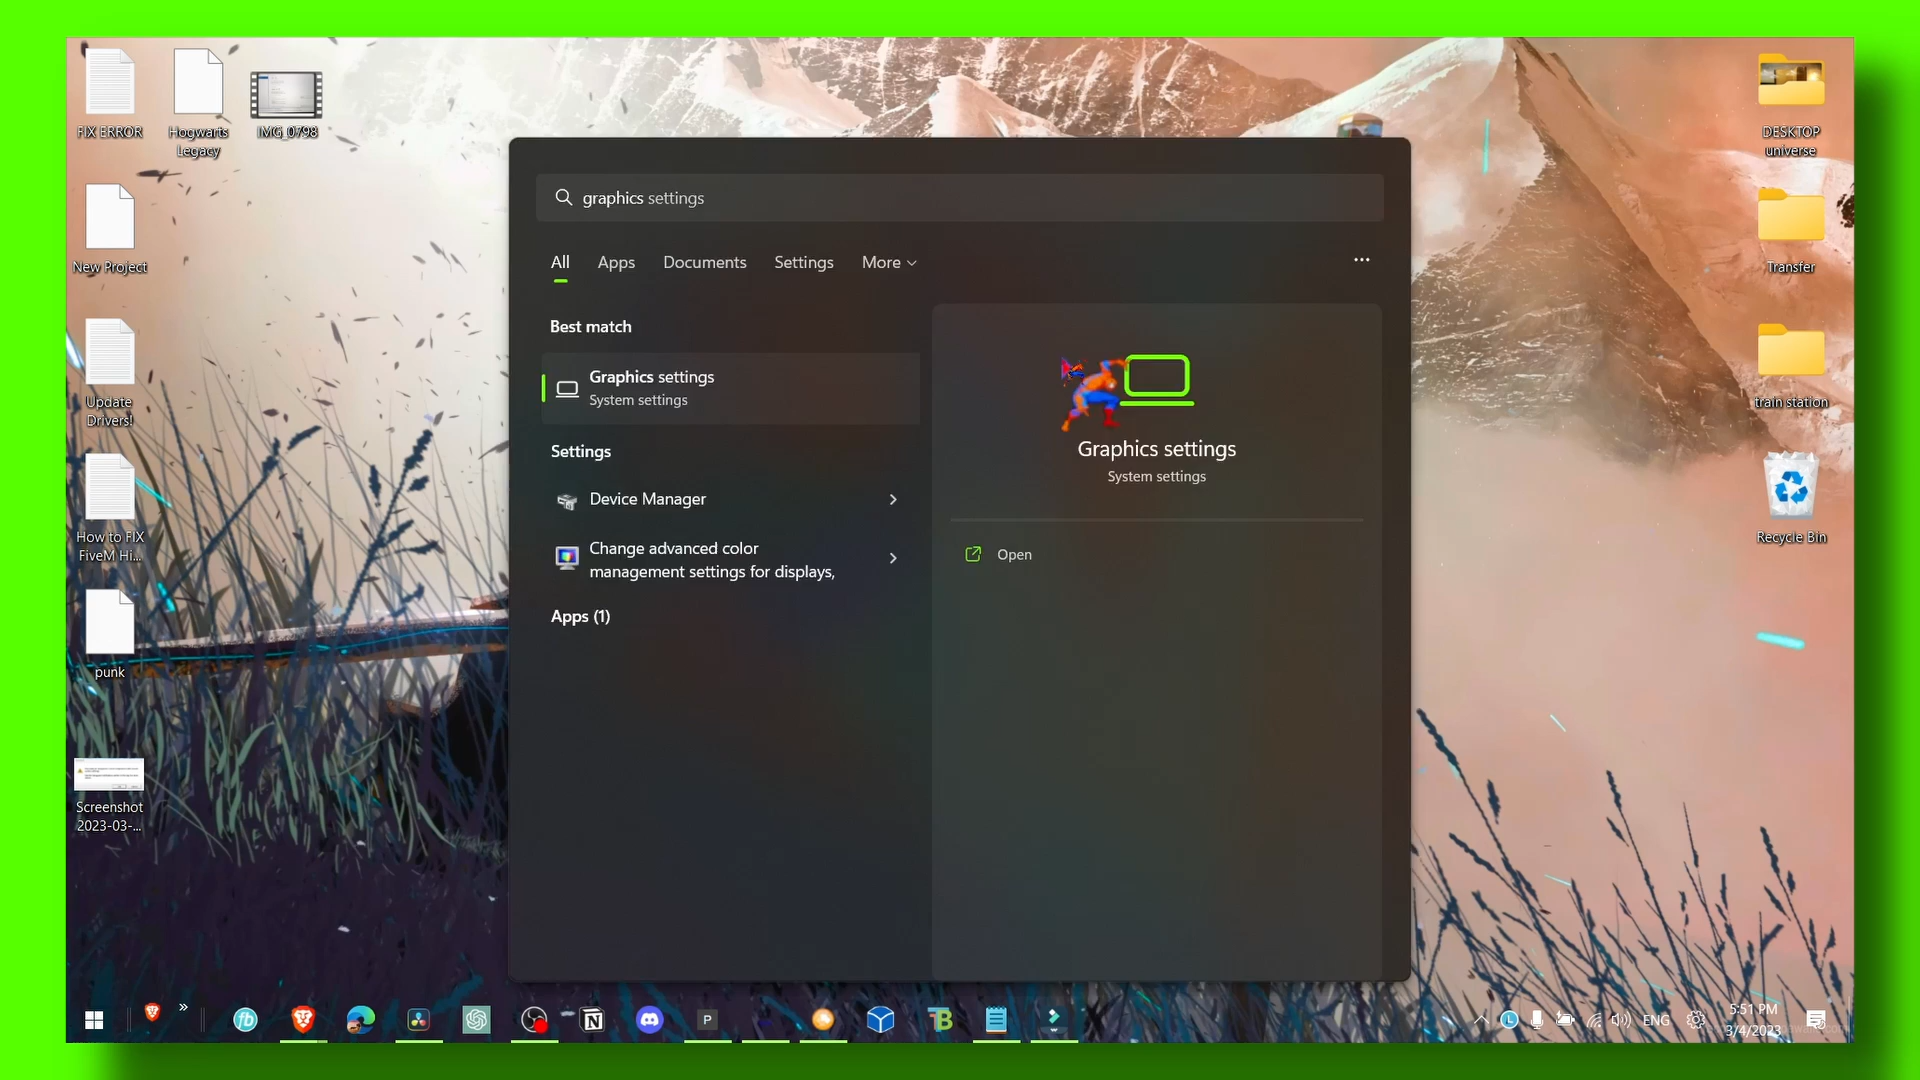 FIX ERROR
Hogwarts
Legacy
IMG_0798
New Project
Update
Drivers!
How to FIX
FiveM Hi...
punk
Screenshot
2023-03-...
graphics settings
All
Apps
Documents
Settings
More
Best match
Graphics settings
System settings
Settings
Device Manager
Change advanced color
management settings for displays,
Apps (1)
Graphics settings
System settings
Open
DESKTOP
universe
Transfer
train station
Recycle Bin
fb
P
N
B
L
ENG
5:51 PM
3/4/2023